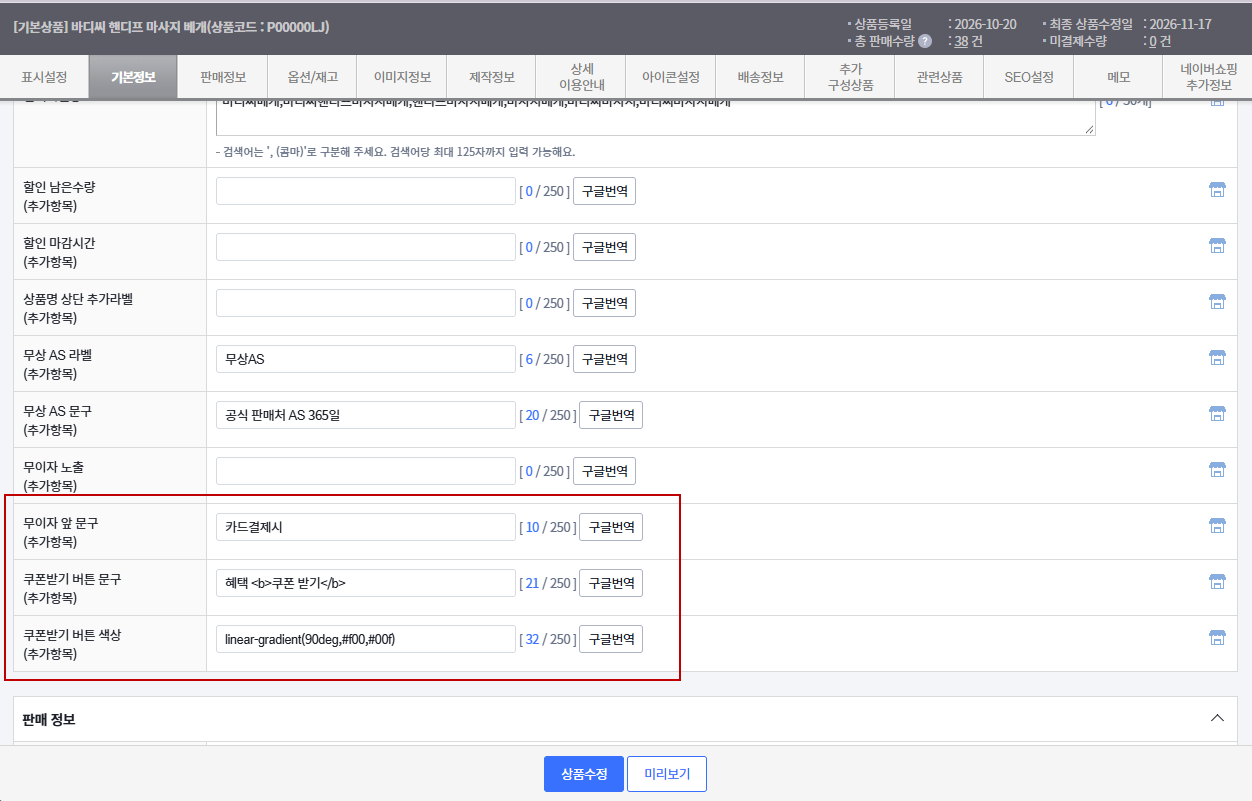 [기본상품] 바디씨 헨디프 마사지 베개(상품코드 : P00000LJ)
상품등록일 : 2026-10-20 최종 상품수정일 : 2026-11-17
총 판매수량 ? : 38 건 미결제수량 : 0 건
표시설정
기본정보
판매정보
옵션/재고
이미지정보
제작정보
상세
이용안내
아이콘설정
배송정보
추가
구성상품
관련상품
SEO설정
메모
네이버쇼핑
추가정보
- 검색어는 ', (콤마)'로 구분해 주세요. 검색어당 최대 125자까지 입력 가능해요.
할인 남은수량
(추가항목)
[ 0 / 250 ] 구글번역
할인 마감시간
(추가항목)
[ 0 / 250 ] 구글번역
상품명 상단 추가라벨
(추가항목)
[ 0 / 250 ] 구글번역
무상 AS 라벨
(추가항목)
무상AS [ 6 / 250 ] 구글번역
무상 AS 문구
(추가항목)
공식 판매처 AS 365일 [ 20 / 250 ] 구글번역
무이자 노출
(추가항목)
[ 0 / 250 ] 구글번역
무이자 앞 문구
(추가항목)
카드결제시 [ 10 / 250 ] 구글번역
쿠폰받기 버튼 문구
(추가항목)
혜택 <b>쿠폰 받기</b> [ 21 / 250 ] 구글번역
쿠폰받기 버튼 색상
(추가항목)
linear-gradient(90deg,#f00,#00f) [ 32 / 250 ] 구글번역
판매 정보
상품수정 미리보기